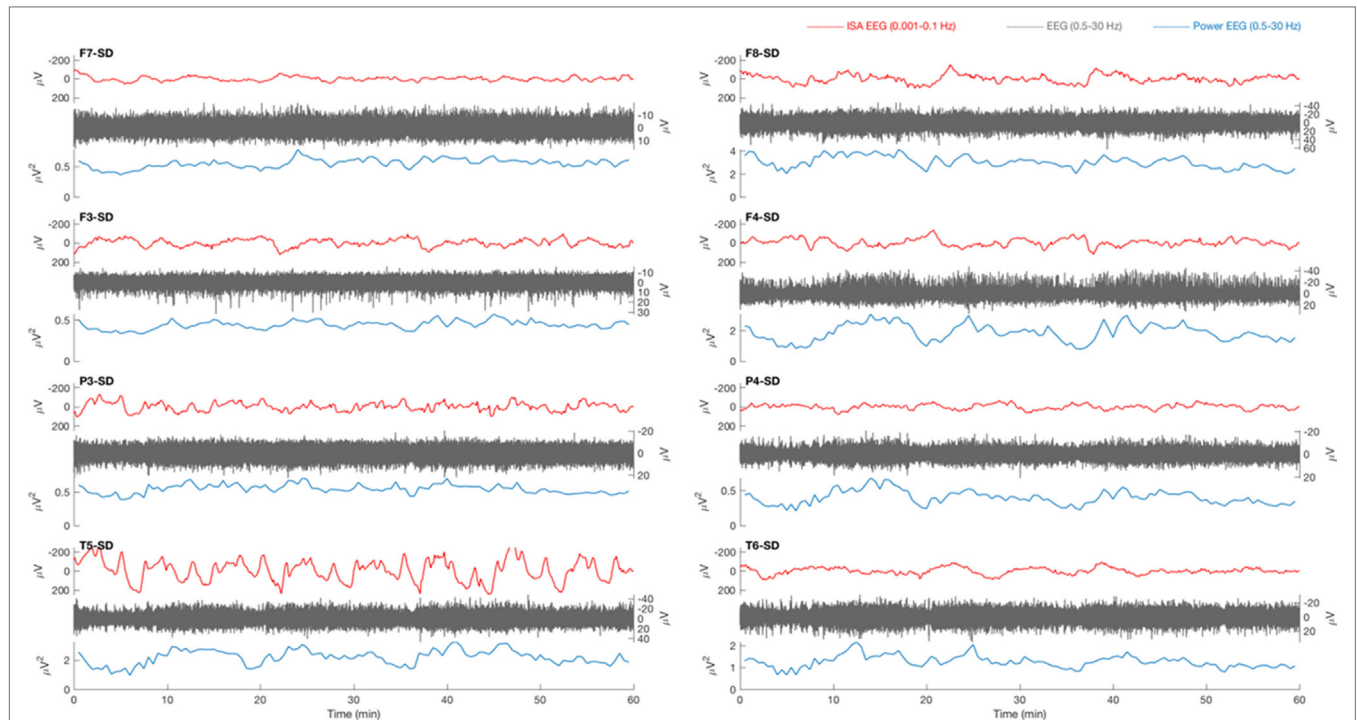 ISA EEG (0.001-0.1 Hz) EEG (0.5-30 Hz) Power EEG (0.5-30 Hz)
F7-SD
-200
0
200
µV
-10
0
10
µV
0.5
0
µV²
F8-SD
-200
0
200
µV
-40
-20
0
20
40
60
µV
4
2
0
µV²
F3-SD
-200
0
200
µV
-10
0
10
20
30
µV
0.5
0
µV²
F4-SD
-200
0
200
µV
-40
-20
0
20
µV
2
0
µV²
P3-SD
-200
0
200
µV
-20
0
20
µV
0.5
0
µV²
P4-SD
-200
0
200
µV
-20
0
20
µV
0.5
0
µV²
T5-SD
-200
0
200
µV
-40
-20
0
20
40
µV
2
0
µV²
0 10 20 30 40 50 60
Time (min)
T6-SD
-200
0
200
µV
-20
0
20
µV
2
1
0
µV²
0 10 20 30 40 50 60
Time (min)